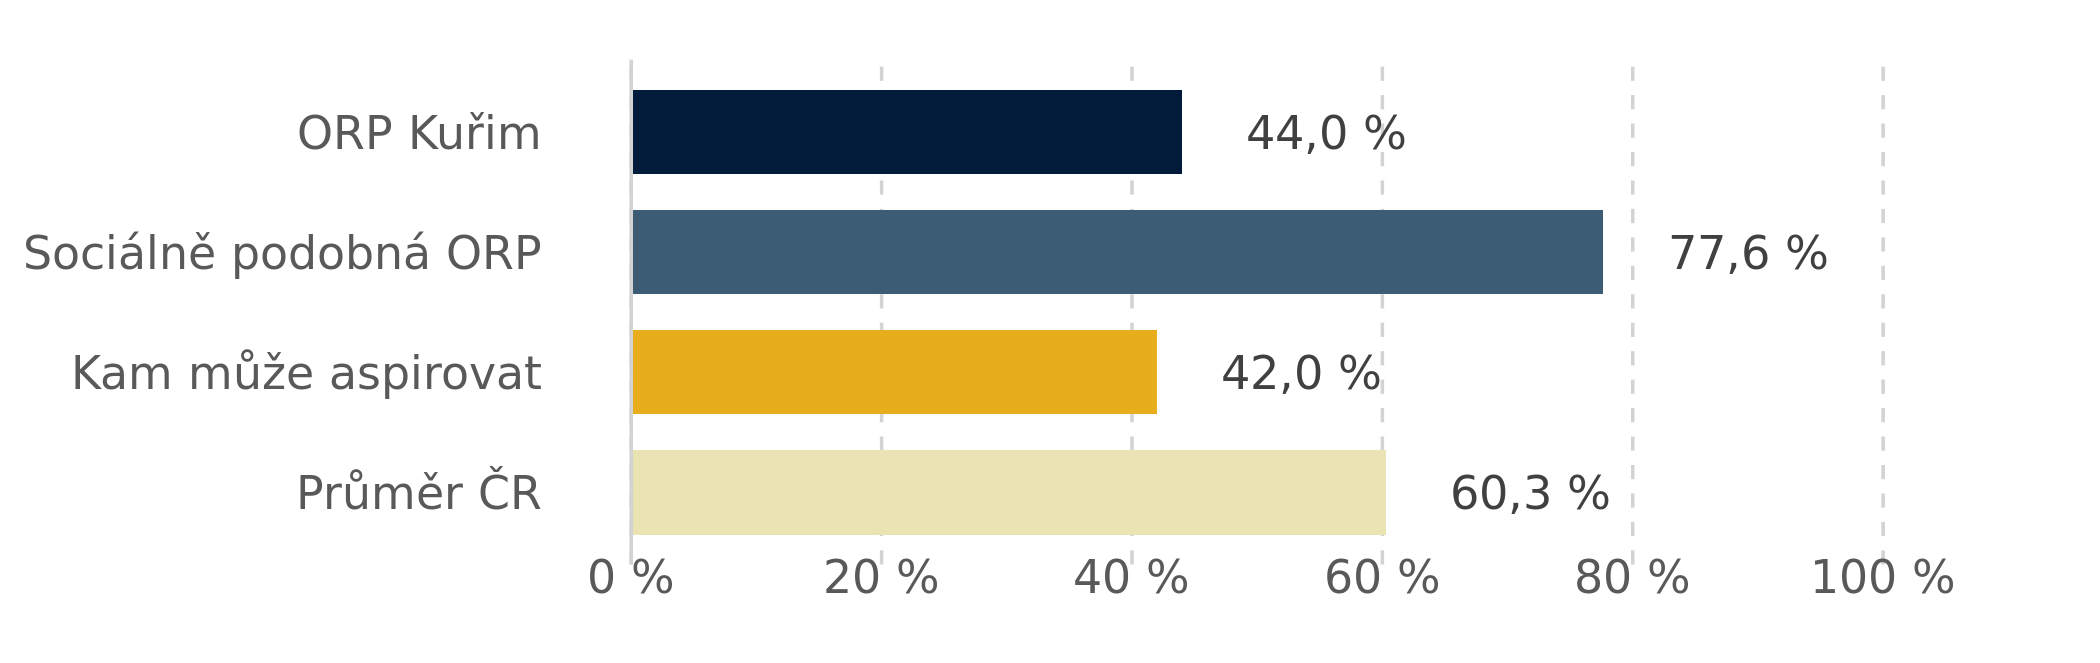 ORP Kuřim 44,0 %
Sociálně podobná ORP 77,6 %
Kam může aspirovat 42,0 %
Průměr ČR 60,3 %
0 % 20 % 40 % 60 % 80 % 100 %